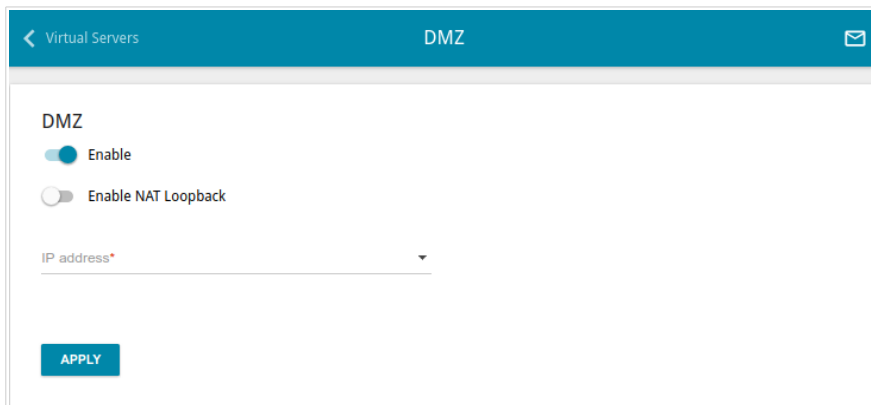 Virtual Servers
DMZ
DMZ
Enable
Enable NAT Loopback
IP address*
APPLY